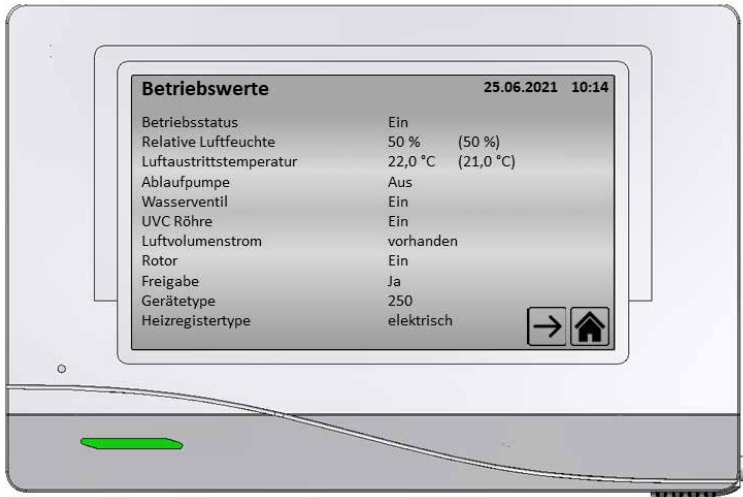 Betriebswerte 25.06.2021 10:14
Betriebsstatus Ein
Relative Luftfeuchte 50 % (50 %)
Luftaustrittstemperatur 22,0 °C (21,0 °C)
Ablaufpumpe Aus
Wasserventil Ein
UVC Röhre Ein
Luftvolumenstrom vorhanden
Rotor Ein
Freigabe Ja
Gerätetype 250
Heizregistertype elektrisch